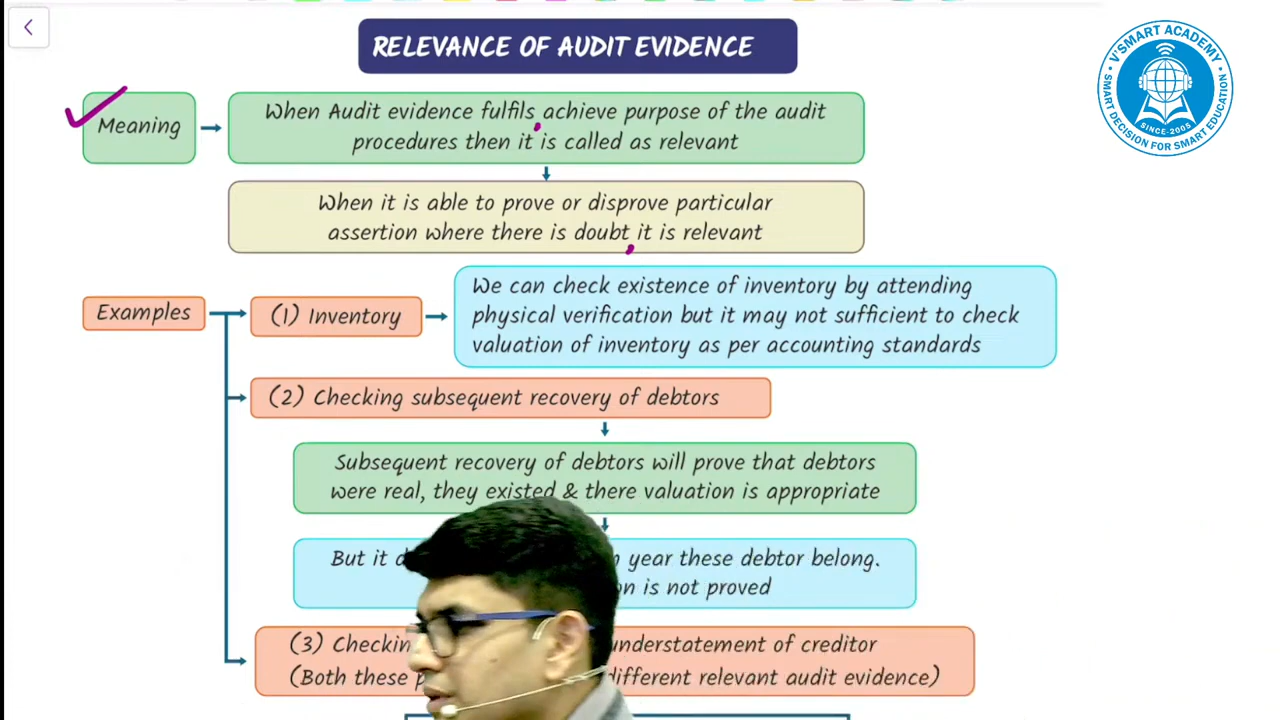 RELEVANCE OF AUDIT EVIDENCE
V'SMART ACADEMY
SINCE-2005
SMART DECISION FOR SMART EDUCATION
Meaning
When Audit evidence fulfils, achieve purpose of the audit
procedures then it is called as relevant
When it is able to prove or disprove particular
assertion where there is doubt, it is relevant
Examples
(1) Inventory
We can check existence of inventory by attending
physical verification but it may not sufficient to check
valuation of inventory as per accounting standards
(2) Checking subsequent recovery of debtors
Subsequent recovery of debtors will prove that debtors
were real, they existed & there valuation is appropriate
But it year these debtor belong.
is not proved
(3) understatement of creditor
(Both these different relevant audit evidence)